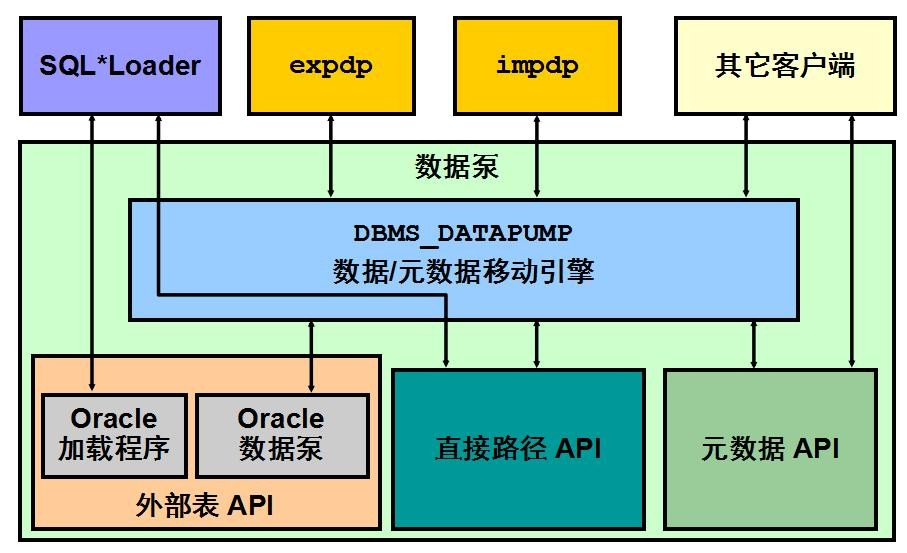 SQL*Loader
expdp
impdp
其它客户端
数据泵
DBMS_DATAPUMP
数据/元数据移动引擎
Oracle
加载程序
Oracle
数据泵
外部表 API
直接路径 API
元数据 API